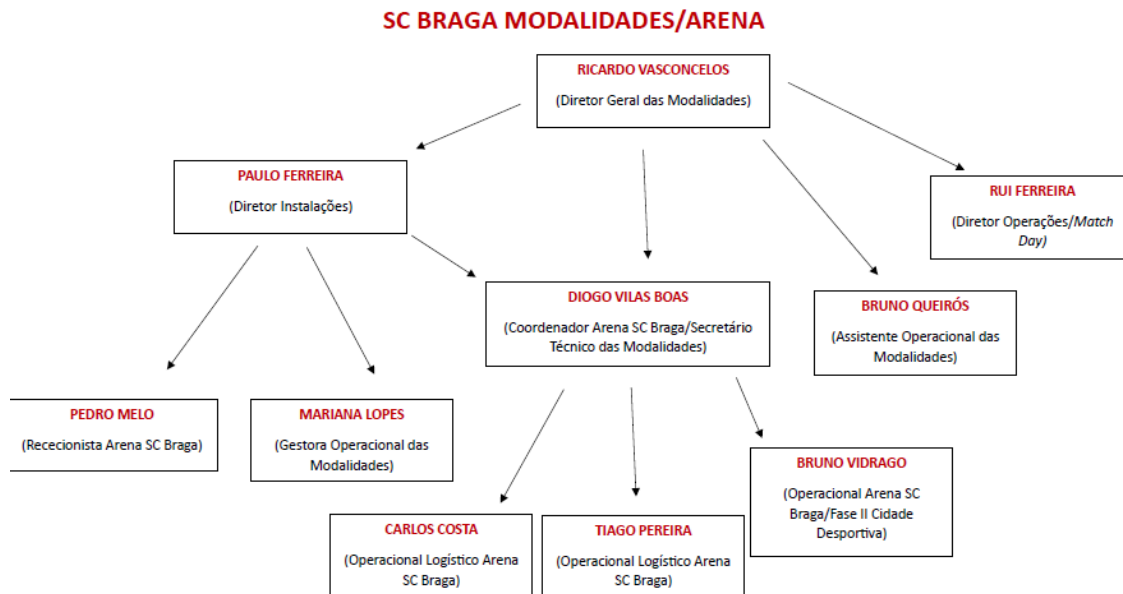 SC BRAGA MODALIDADES/ARENA
RICARDO VASCONCELOS
(Diretor Geral das Modalidades)
PAULO FERREIRA
(Diretor Instalações)
RUI FERREIRA
(Diretor Operações/Match
Day)
DIOGO VILAS BOAS
(Coordenador Arena SC Braga/Secretário
Técnico das Modalidades)
BRUNO QUEIRÓS
(Assistente Operacional das
Modalidades)
PEDRO MELO
(Rececionista Arena SC Braga)
MARIANA LOPES
(Gestora Operacional das
Modalidades)
BRUNO VIDRAGO
(Operacional Arena SC
Braga/Fase II Cidade
Desportiva)
CARLOS COSTA
(Operacional Logístico Arena
SC Braga)
TIAGO PEREIRA
(Operacional Logístico Arena
SC Braga)